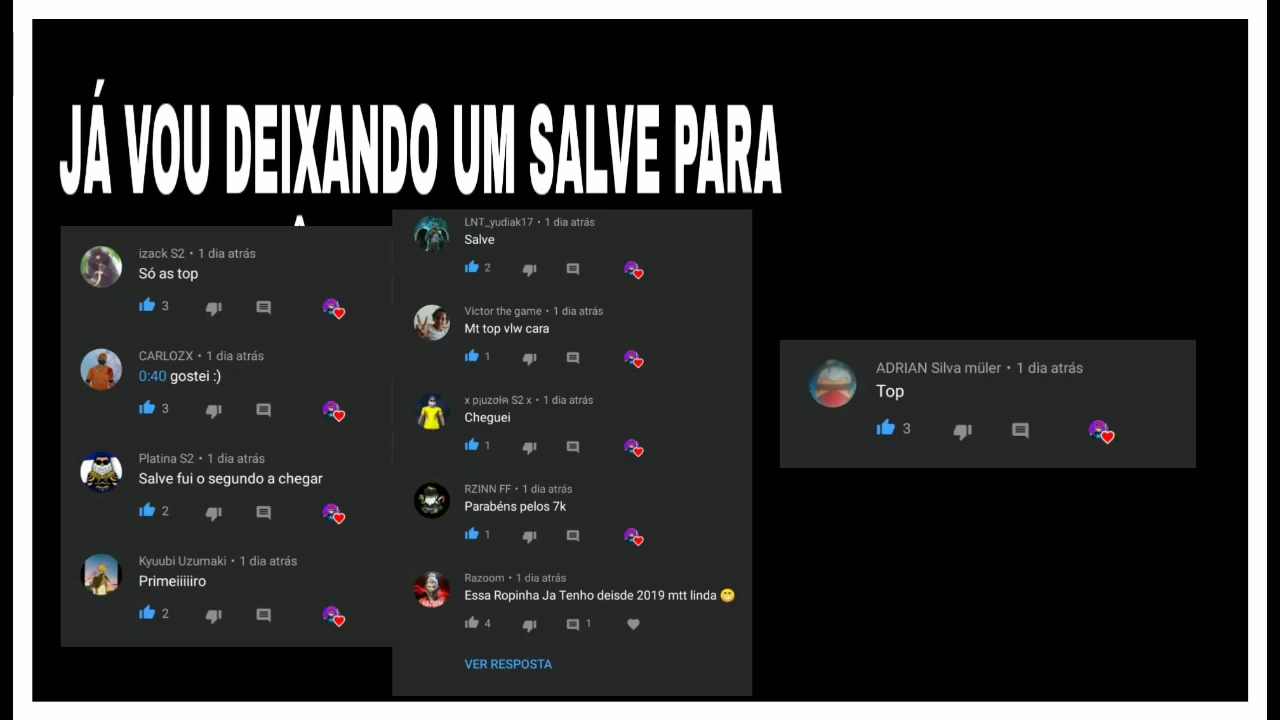 JÁ VOU DEIXANDO UM SALVE PARA
izack S2 • 1 dia atrás
Só as top
3
CARLOZX • 1 dia atrás
0:40 gostei :)
3
Platina S2 • 1 dia atrás
Salve fui o segundo a chegar
2
Kyuubi Uzumaki • 1 dia atrás
Primeiiiiiro
2
LNT_yudiak17 • 1 dia atrás
Salve
2
Victor the game • 1 dia atrás
Mt top vlw cara
1
S2 x • 1 dia atrás
Cheguei
1
RZINN FF • 1 dia atrás
Parabéns pelos 7k
1
Razoom • 1 dia atrás
Essa Ropinha Ja Tenho deisde 2019 mtt linda 😁
4 1
VER RESPOSTA
ADRIAN Silva müler • 1 dia atrás
Top
3